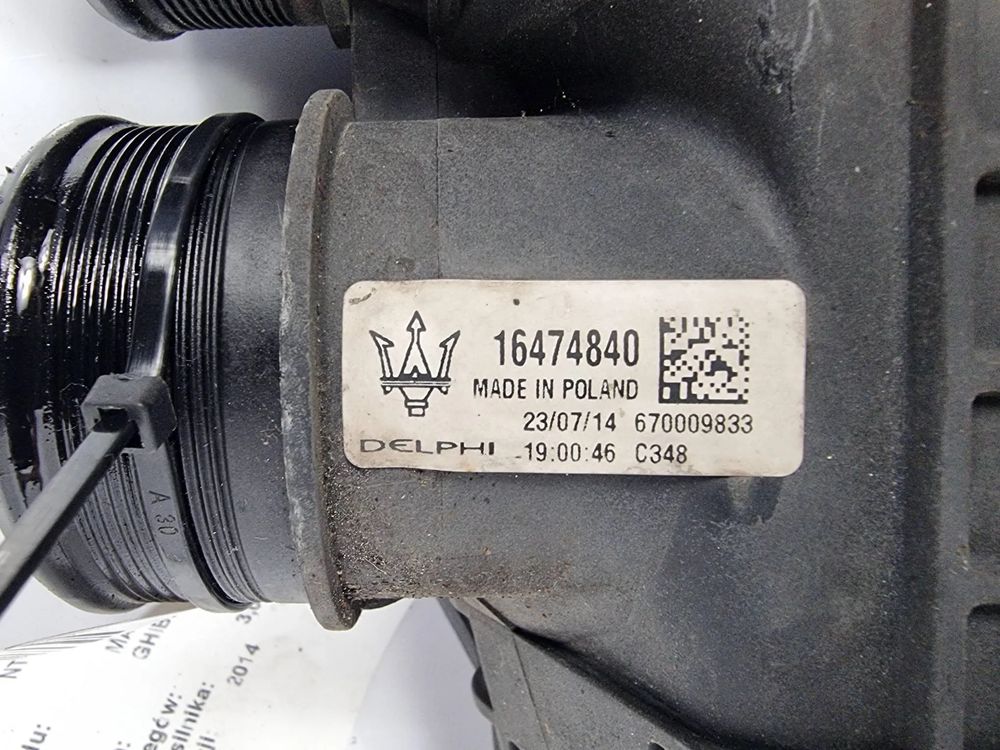 16474840
MADE IN POLAND
23/07/14 670009833
DELPHI 19:00:46 C348
A 30
2014